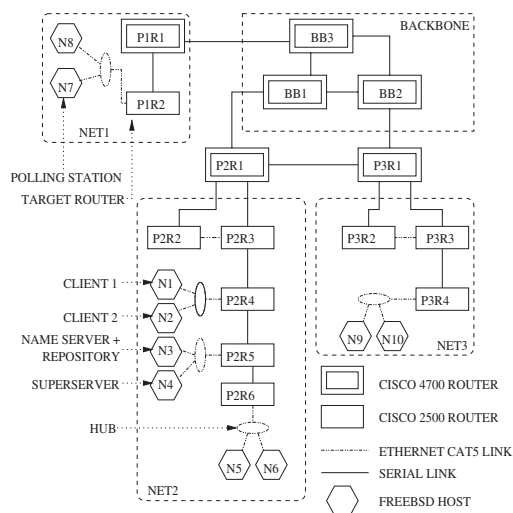 N8
P1R1
BACKBONE
BB3
N7
P1R2
BB1
BB2
NET1
POLLING STATION
TARGET ROUTER
P2R1
P3R1
P2R2
P2R3
P3R2
P3R3
CLIENT 1
N1
CLIENT 2
N2
P2R4
P3R4
NAME SERVER +
REPOSITORY
N3
P2R5
N9
N10
NET3
SUPERSERVER
N4
P2R6
HUB
N5
N6
NET2
CISCO 4700 ROUTER
CISCO 2500 ROUTER
ETHERNET CAT5 LINK
SERIAL LINK
FREEBSD HOST